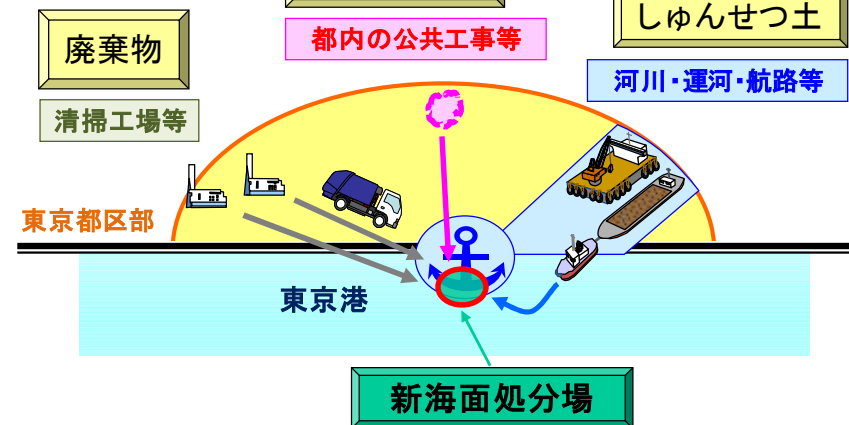 しゅんせつ土
廃棄物
都内の公共工事等
河川・運河・航路等
清掃工場等
東京都区部
東京港
新海面処分場